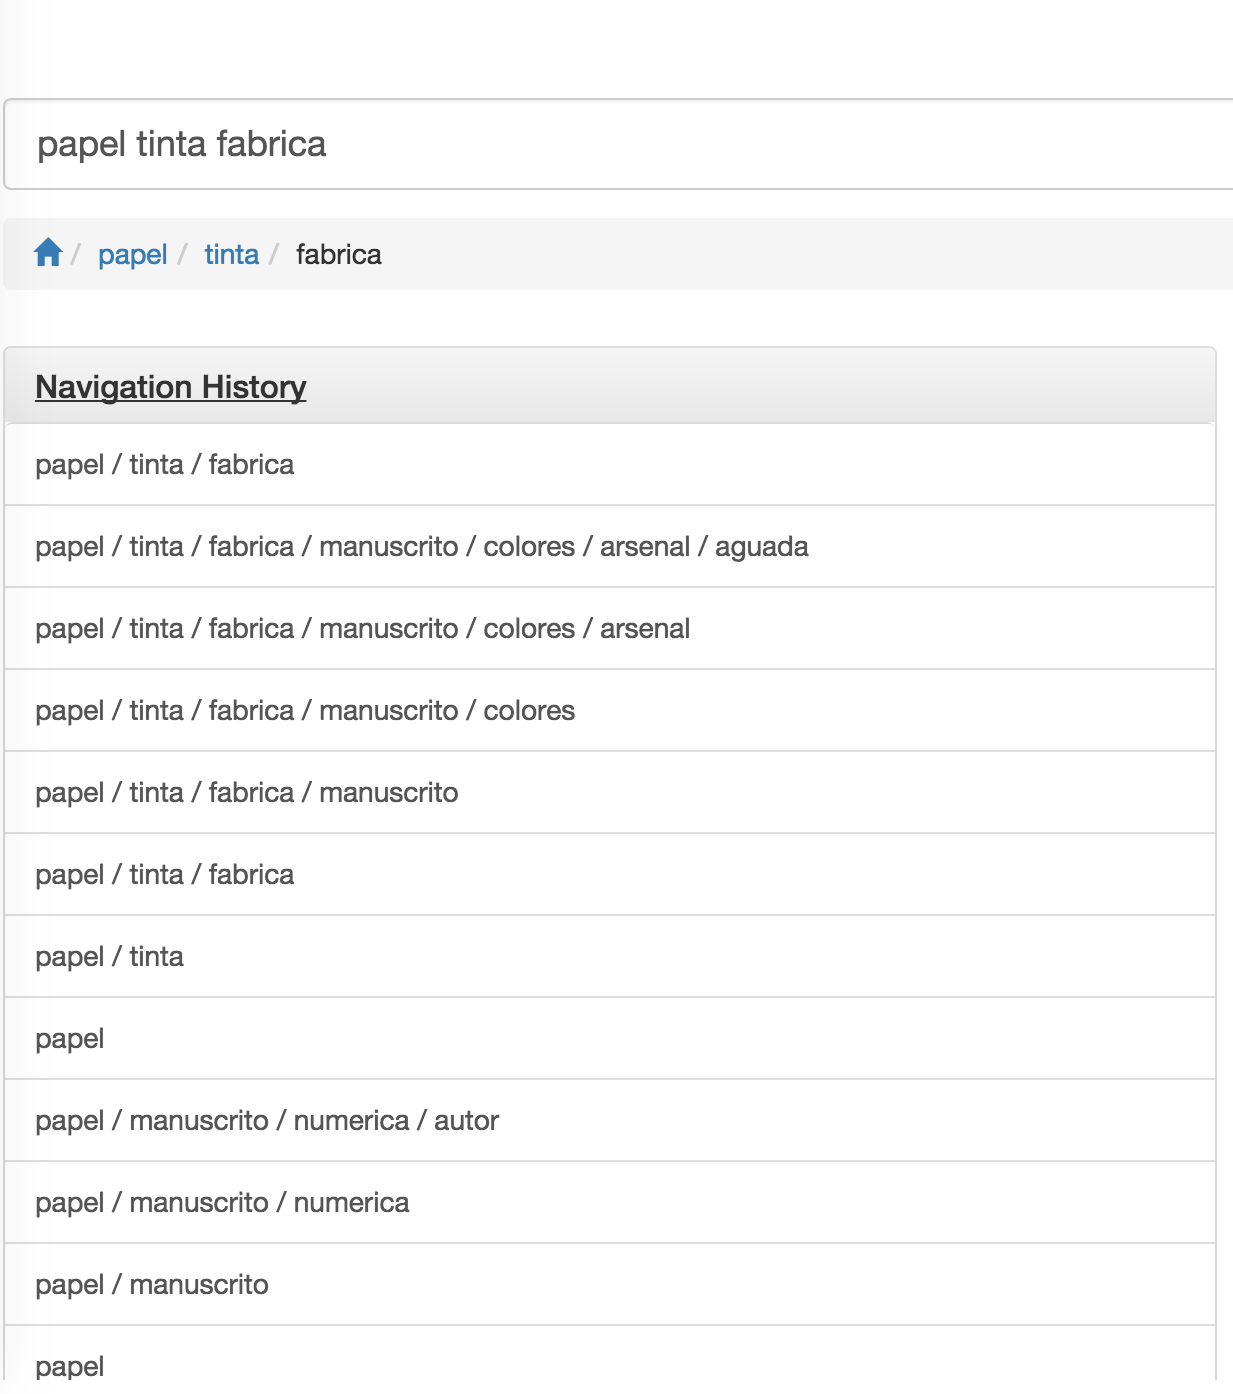 papel tinta fabrica
/ papel / tinta / fabrica
Navigation History
papel / tinta / fabrica
papel / tinta / fabrica / manuscrito / colores / arsenal / aguada
papel / tinta / fabrica / manuscrito / colores / arsenal
papel / tinta / fabrica / manuscrito / colores
papel / tinta / fabrica / manuscrito
papel / tinta / fabrica
papel / tinta
papel
papel / manuscrito / numerica / autor
papel / manuscrito / numerica
papel / manuscrito
papel